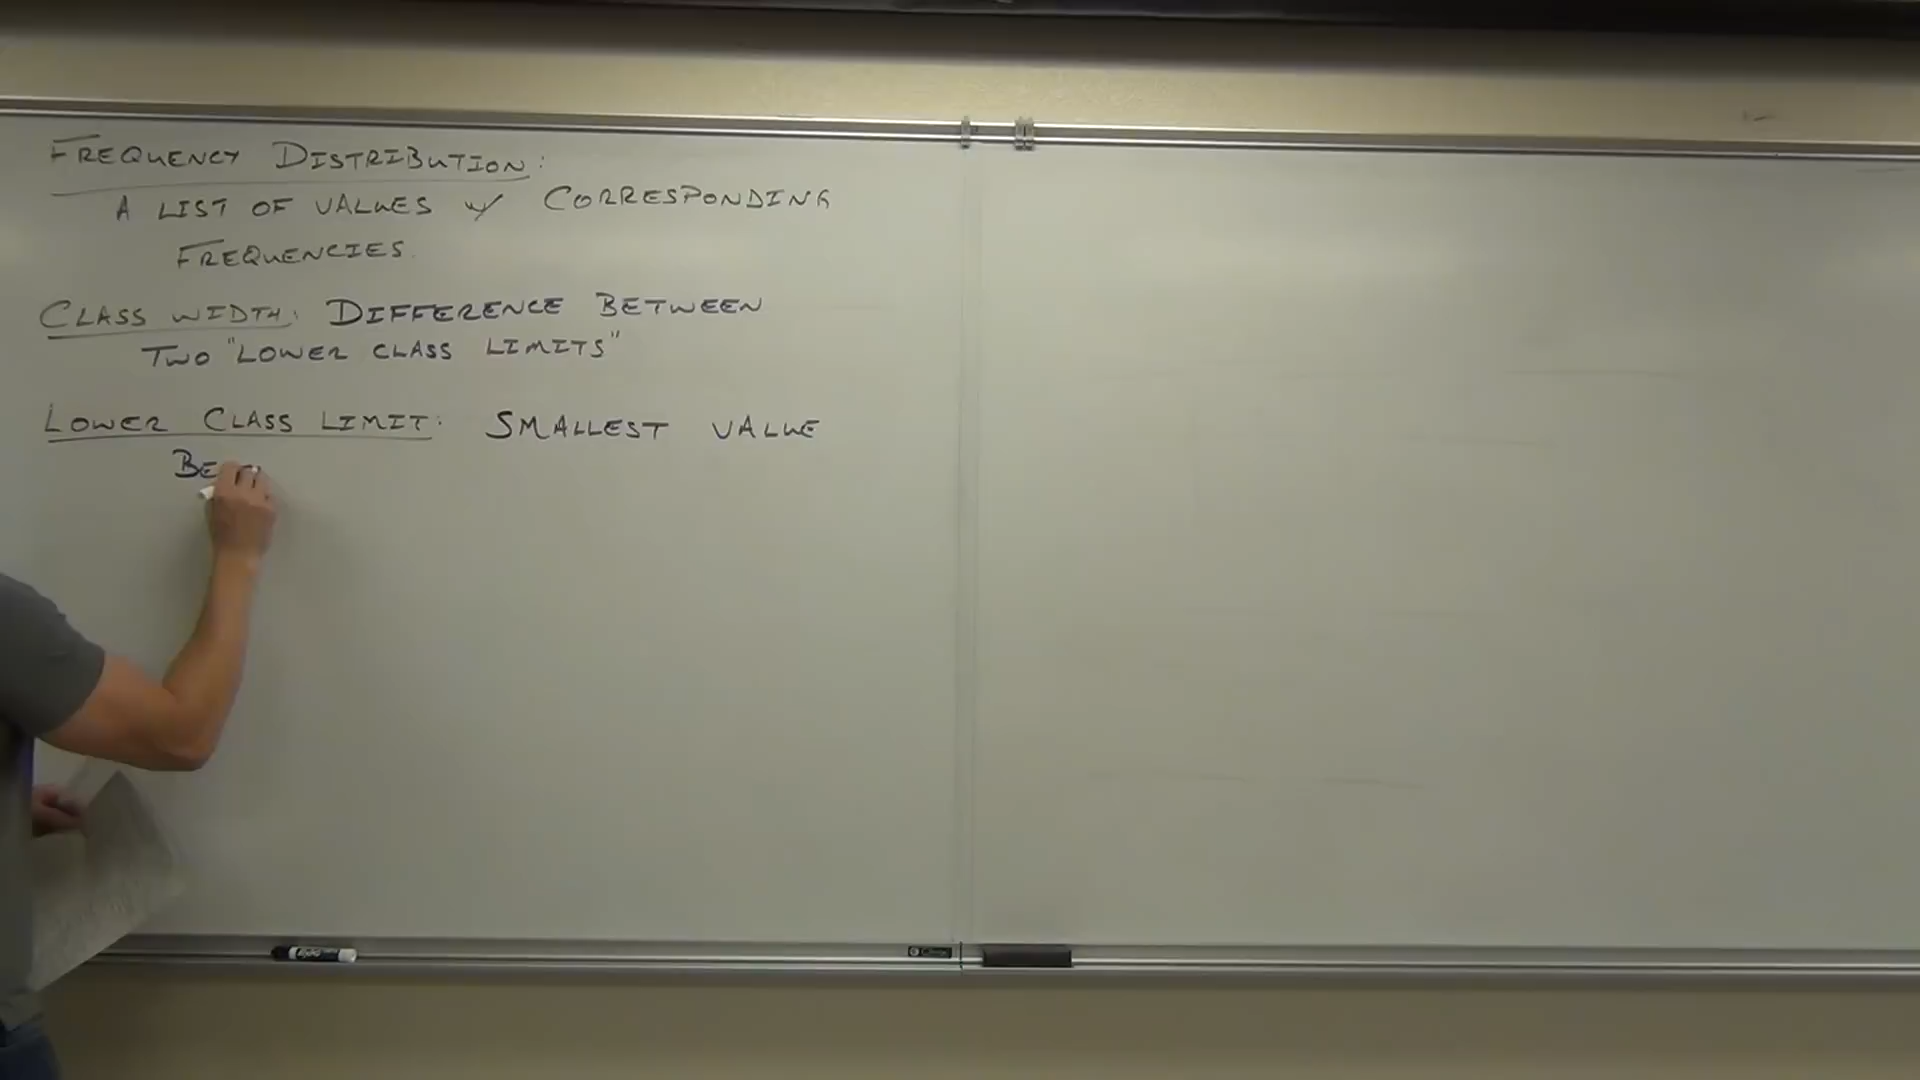 FREQUENCY DISTRIBUTION:
A LIST OF VALUES w/ CORRESPONDING
FREQUENCIES.
CLASS WIDTH: DIFFERENCE BETWEEN
TWO "LOWER CLASS LIMITS"
LOWER CLASS LIMIT: SMALLEST VALUE